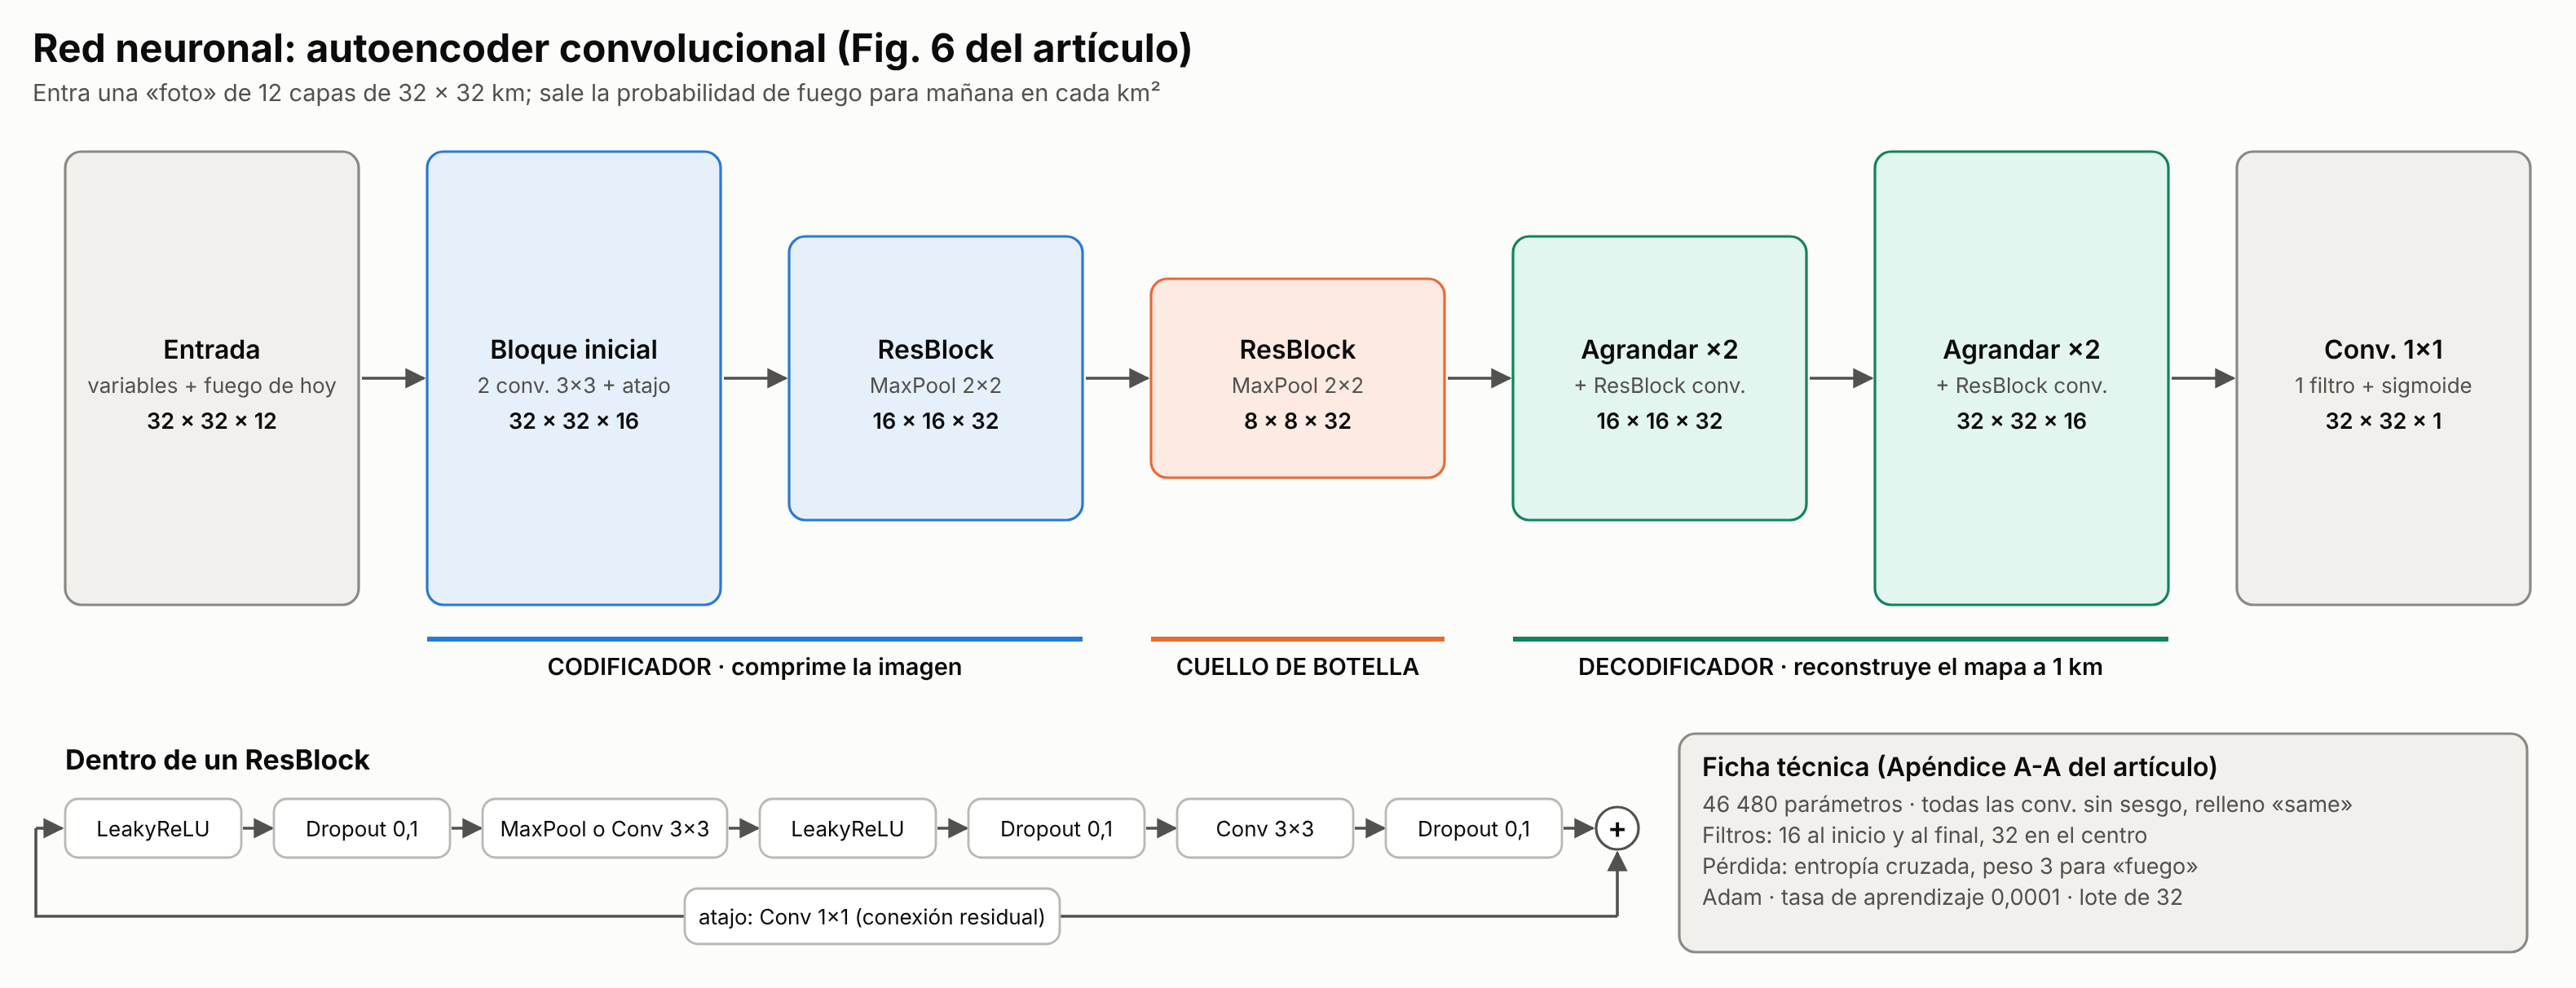 Red neuronal: autoencoder convolucional (Fig. 6 del artículo)
Entra una «foto» de 12 capas de 32 × 32 km; sale la probabilidad de fuego para mañana en cada km²
Entrada
variables + fuego de hoy
32 × 32 × 12
Bloque inicial
2 conv. 3×3 + atajo
32 × 32 × 16
ResBlock
MaxPool 2×2
16 × 16 × 32
ResBlock
MaxPool 2×2
8 × 8 × 32
Agrandar ×2
+ ResBlock conv.
16 × 16 × 32
Agrandar ×2
+ ResBlock conv.
32 × 32 × 16
Conv. 1×1
1 filtro + sigmoide
32 × 32 × 1
CODIFICADOR · comprime la imagen
CUELLO DE BOTELLA
DECODIFICADOR · reconstruye el mapa a 1 km
Dentro de un ResBlock
LeakyReLU
Dropout 0,1
MaxPool o Conv 3×3
LeakyReLU
Dropout 0,1
Conv 3×3
Dropout 0,1
+
atajo: Conv 1×1 (conexión residual)
Ficha técnica (Apéndice A-A del artículo)
46 480 parámetros · todas las conv. sin sesgo, relleno «same»
Filtros: 16 al inicio y al final, 32 en el centro
Pérdida: entropía cruzada, peso 3 para «fuego»
Adam · tasa de aprendizaje 0,0001 · lote de 32